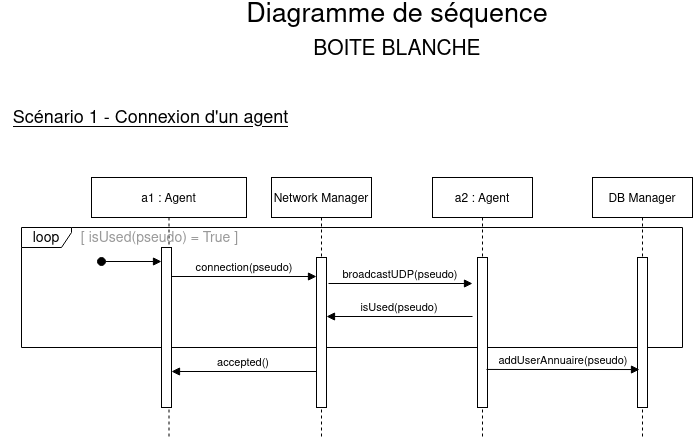 Diagramme de séquence
BOITE BLANCHE
Scénario 1 - Connexion d'un agent
a1 : Agent
Network Manager
a2 : Agent
DB Manager
loop
[ isUsed(pseudo) = True ]
connection(pseudo)
broadcastUDP(pseudo)
isUsed(pseudo)
accepted()
addUserAnnuaire(pseudo)